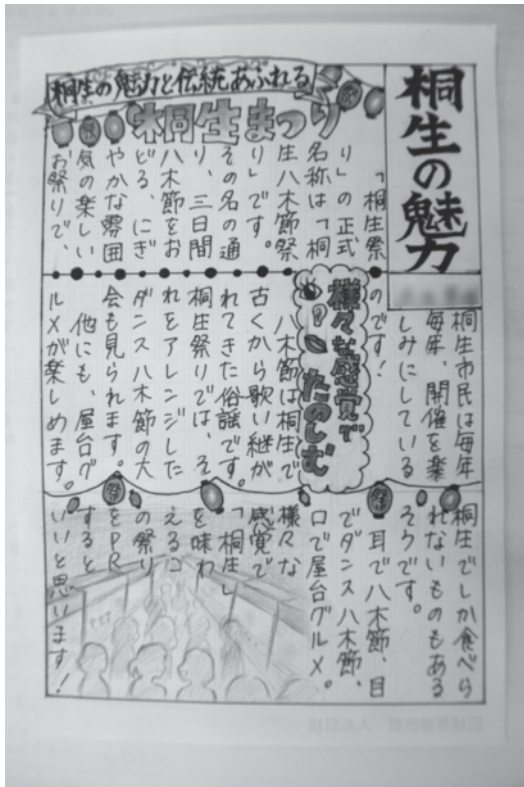 桐生の魅力
桐生の魅力と伝統あふれる
桐生まつり
「桐生祭
り」の正式
名称は「桐
生八木節祭
り」です。
その名の通
り、三日間
八木節をお
どる、にぎ
やかな雰囲
気の楽しい
お祭りで、
桐生市民は毎年
毎年、開催を楽
しみにしている
のです!
様々な感覚で
たのしむ
八木節は桐生で
古くから歌い継が
れてきた俗謡です。
桐生祭りでは、そ
れをアレンジした
ダンス八木節の大
会も見られます。
他にも、屋台グ
ルメが楽しめます。
桐生でしか食べら
れないものもある
そうです。
耳で八木節、目
でダンス八木節、
口で屋台グルメ。
様々な
感覚で
「桐生」
を味わ
えるこ
の祭り
をPR
すると
いいと思います!
祭
祭
祭
祭